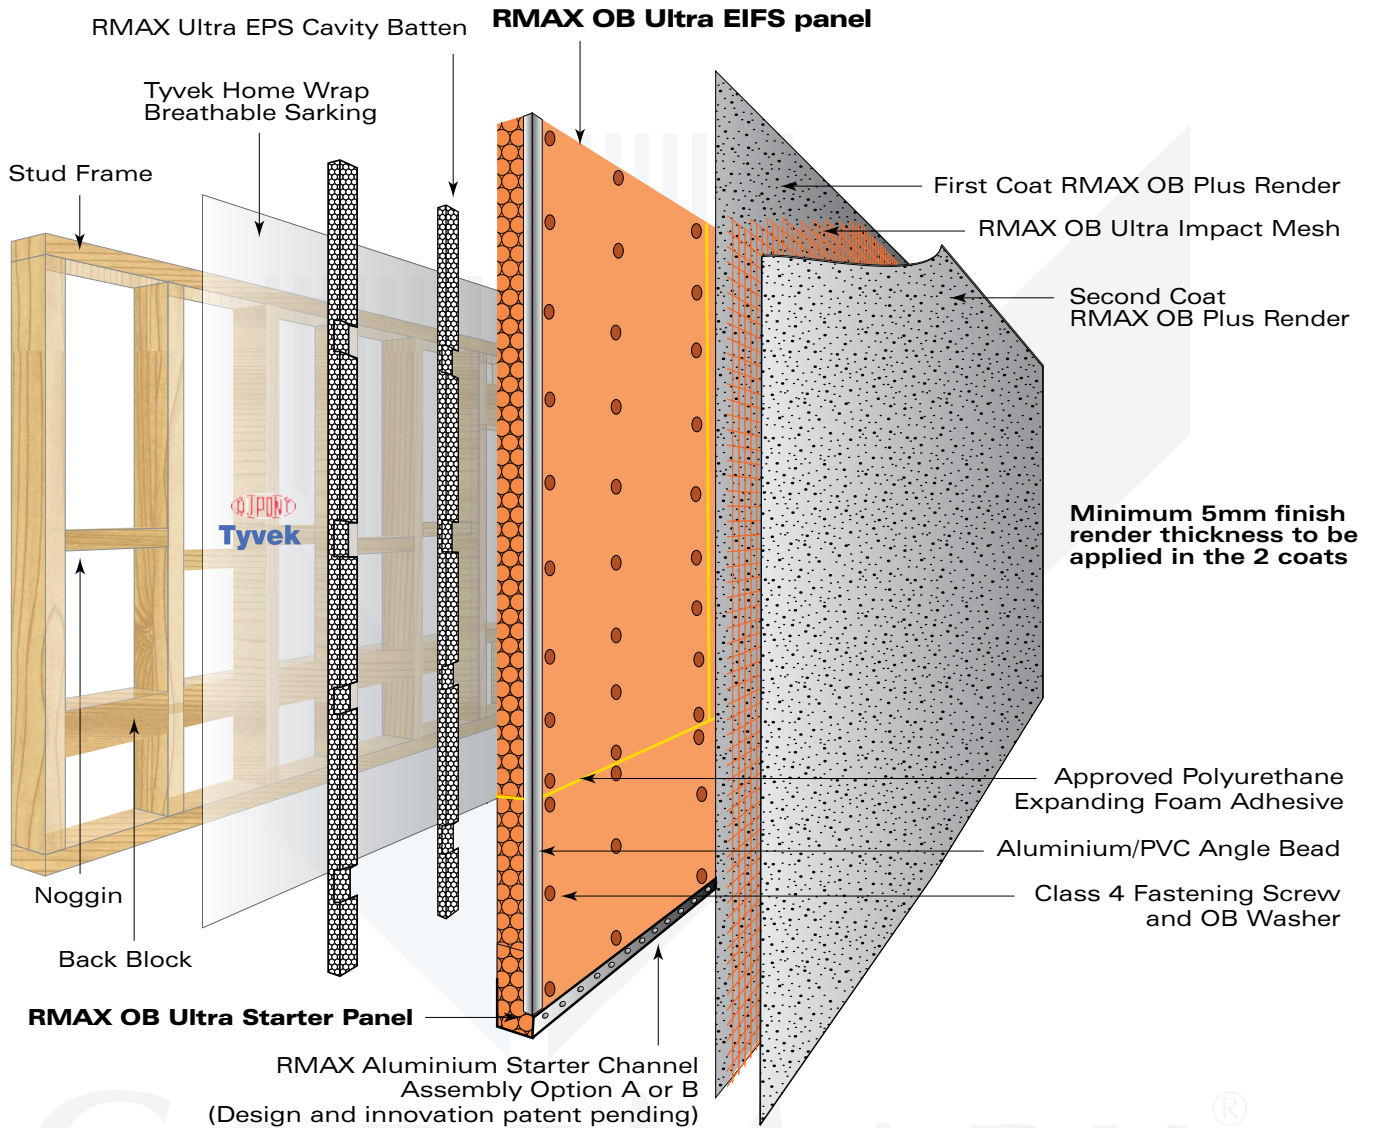 RMAX OB Ultra EIFS panel
RMAX Ultra EPS Cavity Batten
Tyvek Home Wrap
Breathable Sarking
Stud Frame
First Coat RMAX OB Plus Render
RMAX OB Ultra Impact Mesh
Second Coat
RMAX OB Plus Render
DUPONT
Tyvek
Minimum 5mm finish
render thickness to be
applied in the 2 coats
Approved Polyurethane
Expanding Foam Adhesive
Aluminium/PVC Angle Bead
Class 4 Fastening Screw
and OB Washer
Noggin
Back Block
RMAX OB Ultra Starter Panel
RMAX Aluminium Starter Channel
Assembly Option A or B
(Design and innovation patent pending)
®